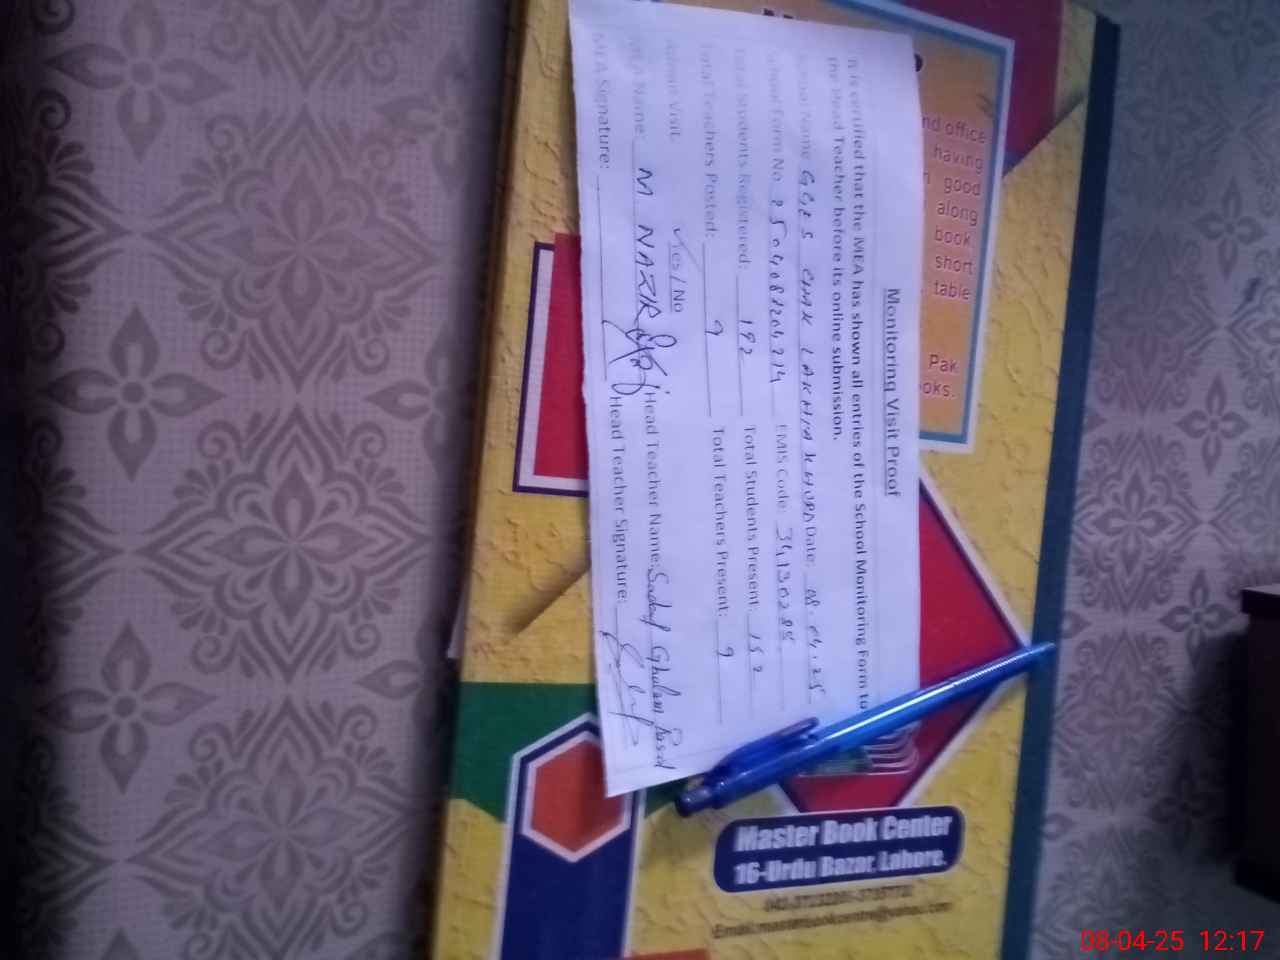 Monitoring Visit Proof
It is certified that the MEA has shown all entries of the School Monitoring Form to
the Head Teacher before its online submission.
School Name GGES CHAK LAKHIA KHURD Date: 08.04.25
School Form No EMIS Code: 34130285
Total Students Registered: 192 Total Students Present: 152
Total Teachers Posted: 9 Total Teachers Present: 9
Admin Visit Yes / No
MEA Name: M NAZIR Head Teacher Name: Ghulam Rasool
MEA Signature: Head Teacher Signature:
nd office
having
good
along
book
short
table
Pak
oks.
Master Book Center
16-Urdu Bazar, Lahore.
08-04-25 12:17